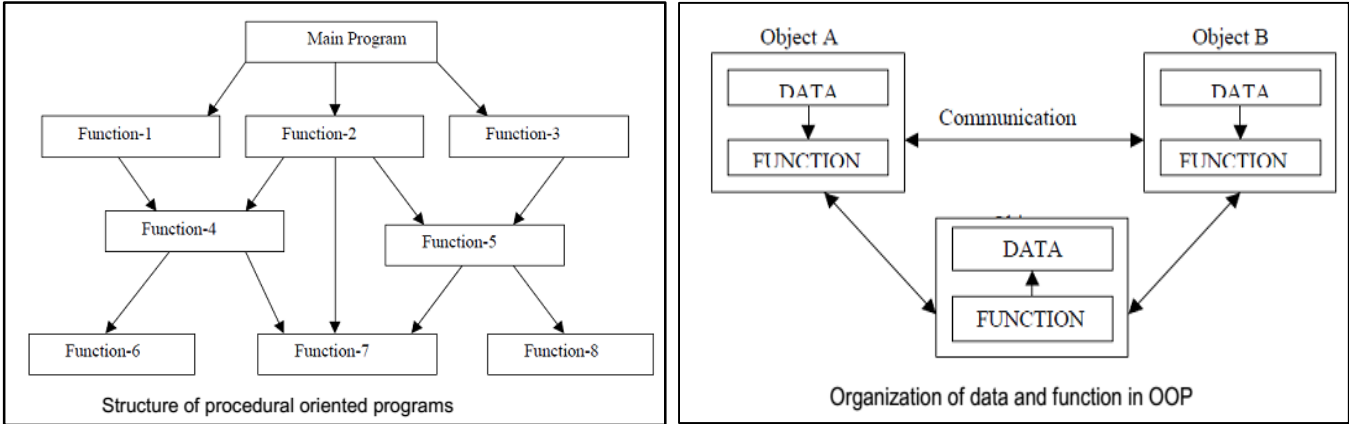 Main Program
Function-1
Function-2
Function-3
Function-4
Function-5
Function-6
Function-7
Function-8
Structure of procedural oriented programs
Object A
Object B
DATA
DATA
Communication
FUNCTION
FUNCTION
DATA
FUNCTION
Organization of data and function in OOP